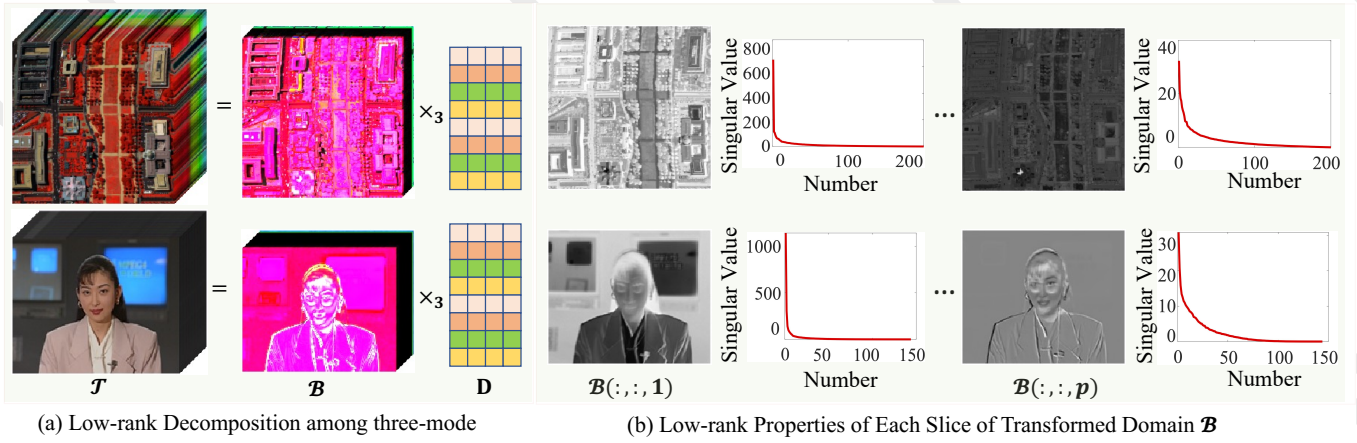 =
×₃
Singular Value
800
600
400
200
0
0
100
200
Number
...
Singular Value
40
20
0
0
100
200
Number
=
×₃
Singular Value
1000
500
0
0
50
100
150
Number
...
Singular Value
30
20
10
0
0
50
100
150
Number
𝓣
𝓑
D
𝓑(:,:,1)
𝓑(:,:,p)
(a) Low-rank Decomposition among three-mode
(b) Low-rank Properties of Each Slice of Transformed Domain 𝓑